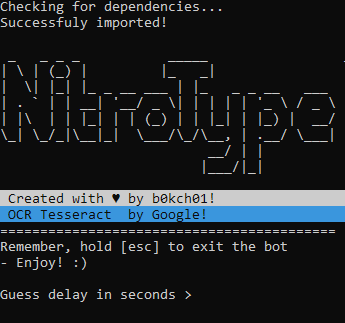 Checking for dependencies...
Successfuly imported!
NitroType
Created with ♥ by b0kch01!
OCR Tesseract by Google!
========================================
Remember, hold [esc] to exit the bot
- Enjoy! :)
Guess delay in seconds >